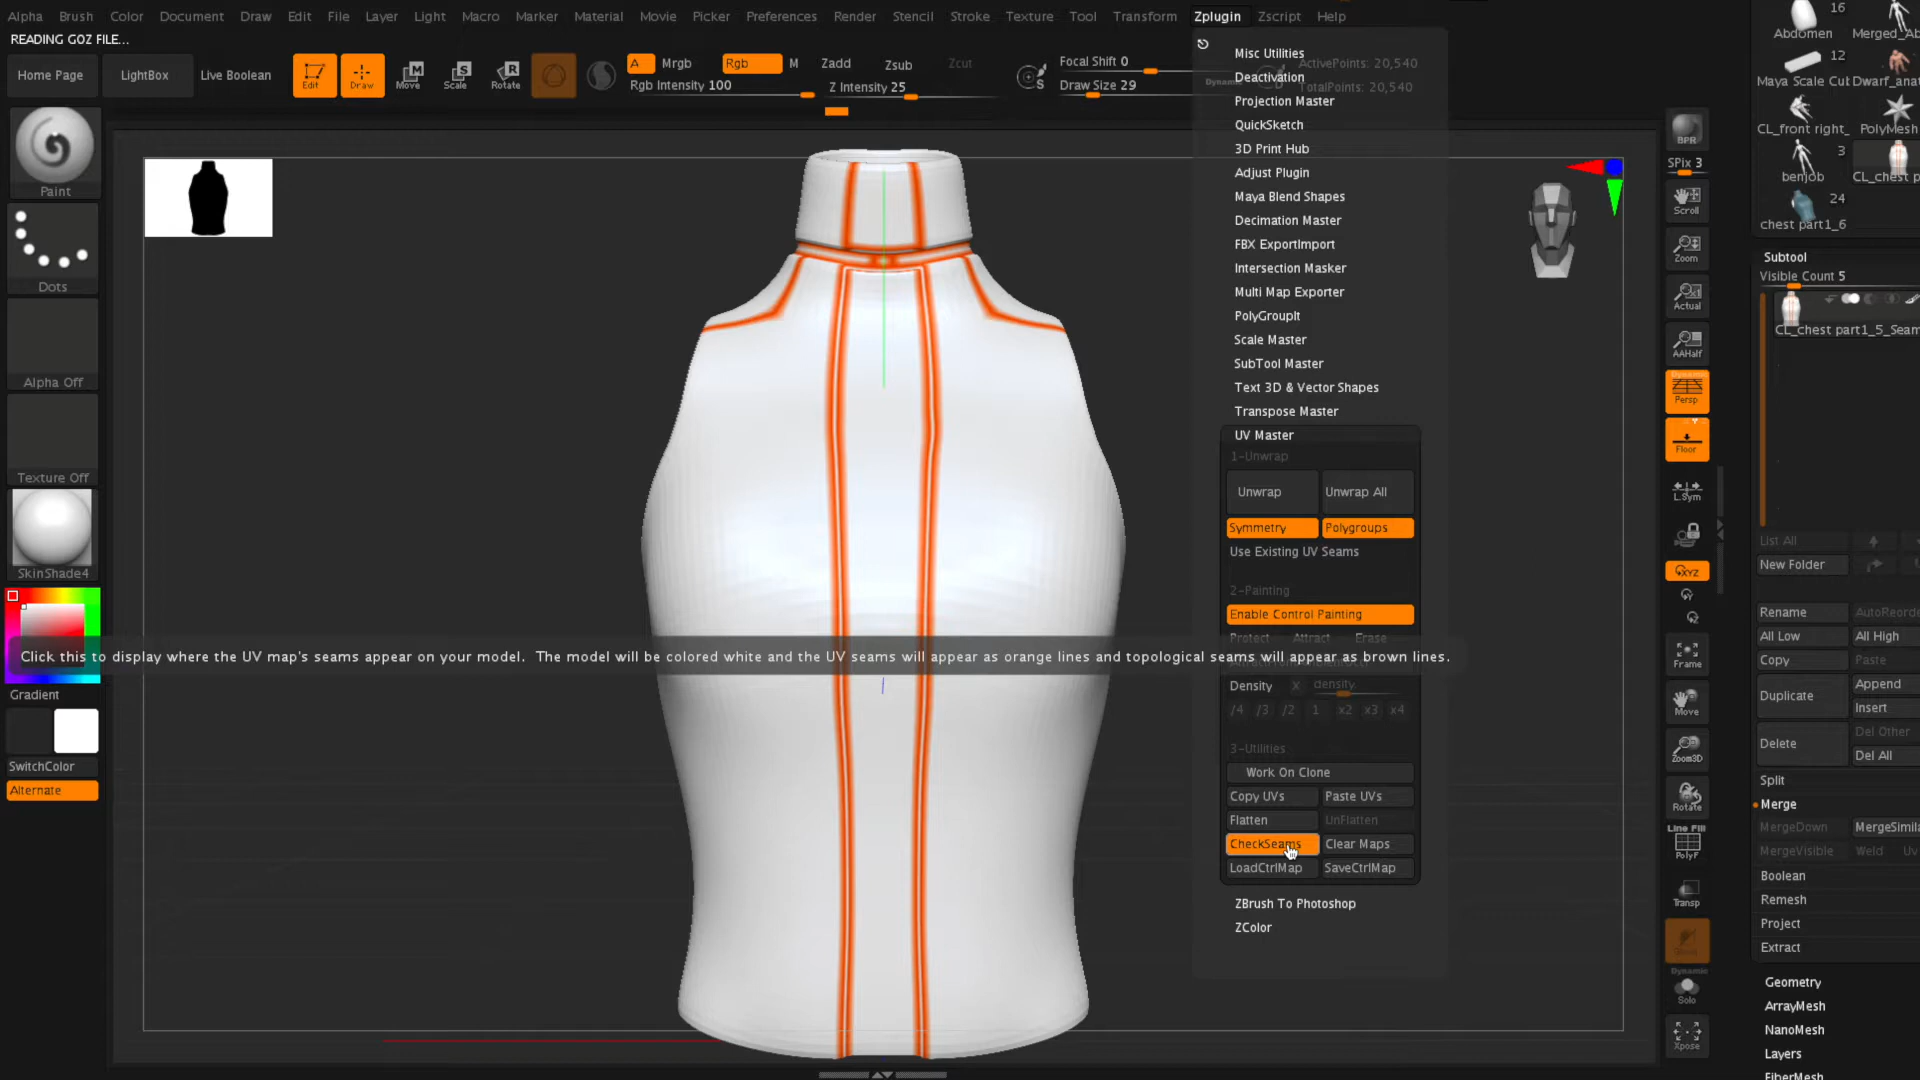 Alpha Brush Color Document Draw Edit File Layer Light Macro Marker Material Movie Picker Preferences Render Stencil Stroke Texture Tool Transform Zplugin Zscript Help
READING GOZ FILE...
Home Page LightBox Live Boolean
Edit Draw Move Scale Rotate
A Mrgb Rgb M Zadd Zsub Zcut
Rgb Intensity 100 Z Intensity 25
Focal Shift 0
Draw Size 29
ActivePoints: 20,540
TotalPoints: 20,540
Paint
Dots
Alpha Off
Texture Off
SkinShade4
Gradient
SwitchColor
Alternate
Misc Utilities
Deactivation
Projection Master
QuickSketch
3D Print Hub
Adjust Plugin
Maya Blend Shapes
Decimation Master
FBX ExportImport
Intersection Masker
Multi Map Exporter
PolyGroupIt
Scale Master
SubTool Master
Text 3D & Vector Shapes
Transpose Master
UV Master
1-Unwrap
Unwrap Unwrap All
Symmetry Polygroups
Use Existing UV Seams
2-Painting
Enable Control Painting
Protect Attract Erase
Click this to display where the UV map's seams appear on your model. The model will be colored white and the UV seams will appear as orange lines and topological seams will appear as brown lines.
Density X density
/4 /3 /2 1 x2 x3 x4
3-Utilities
Work On Clone
Copy UVs Paste UVs
Flatten UnFlatten
CheckSeams Clear Maps
LoadCtrlMap SaveCtrlMap
ZBrush To Photoshop
ZColor
BPR
SPix 3
Scroll
Zoom
Actual
AAHalf
Dynamic
Persp
Floor
L.Sym
XYZ
Frame
Move
Zoom3D
Rotate
Line Fill
PolyF
Transp
Dynamic
Solo
Xpose
16
Abdomen Merged_Ab
12
Maya Scale Cut Dwarf_anat
CL_front right_ PolyMesh
3
benjob CL_chest p
24
chest part1_6
Subtool
Visible Count 5
CL_chest part1_5_Seam
List All
New Folder
Rename AutoReorde
All Low All High
Copy Paste
Duplicate Append
Insert
Delete Del Other
Del All
Split
Merge
MergeDown MergeSimila
MergeVisible Weld Uv
Boolean
Remesh
Project
Extract
Geometry
ArrayMesh
NanoMesh
Layers
FiberMesh